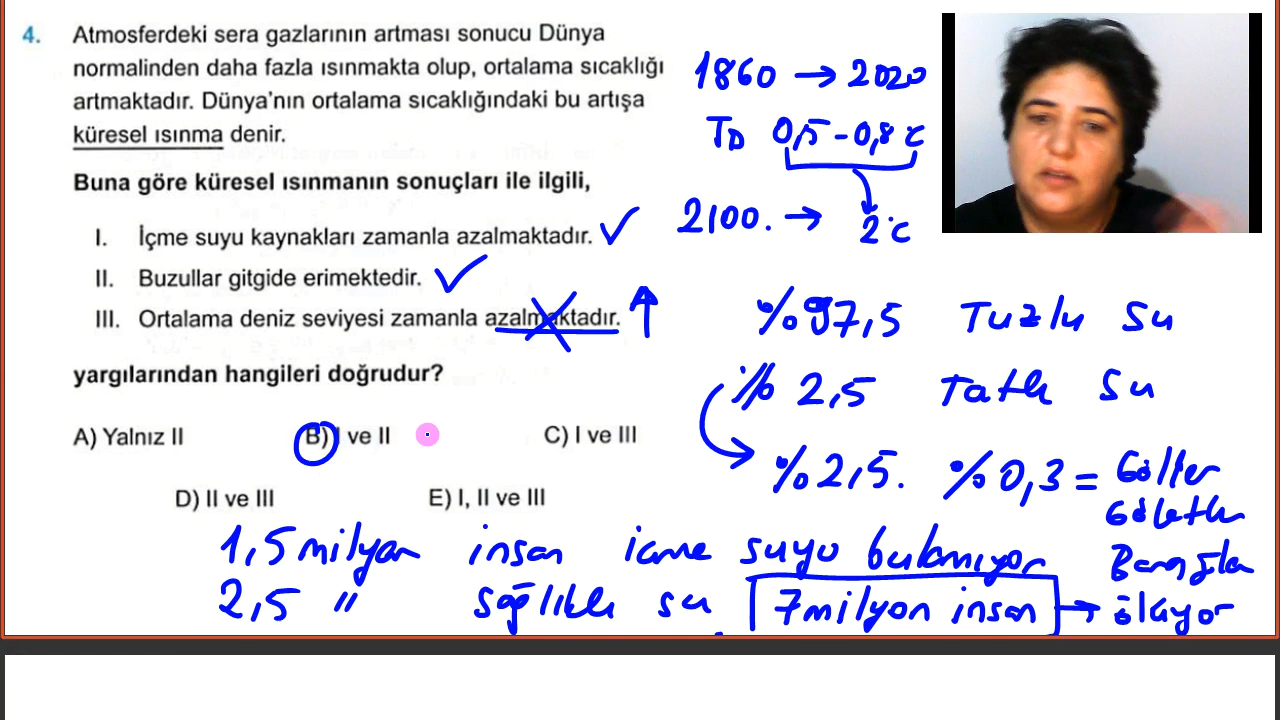 4. Atmosferdeki sera gazlarının artması sonucu Dünya
normalinden daha fazla ısınmakta olup, ortalama sıcaklığı
artmaktadır. Dünya'nın ortalama sıcaklığındaki bu artışa
küresel ısınma denir.
Buna göre küresel ısınmanın sonuçları ile ilgili,
I. İçme suyu kaynakları zamanla azalmaktadır. ✓
II. Buzullar gitgide erimektedir. ✓
III. Ortalama deniz seviyesi zamanla azalmaktadır. ↑
yargılarından hangileri doğrudur?
A) Yalnız II B) I ve II C) I ve III
D) II ve III E) I, II ve III
1860 → 2020
TD 0,5 - 0,8 °C
2100. → 2°C
%97,5 Tuzlu su
% 2,5 Tatlı su
%2,5. %0,3 = Göller
Göletler
Barajlar
1,5 milyar insan içme suyu bulamıyor
2,5 " sağlıklı su 7 milyon insan → ölüyor